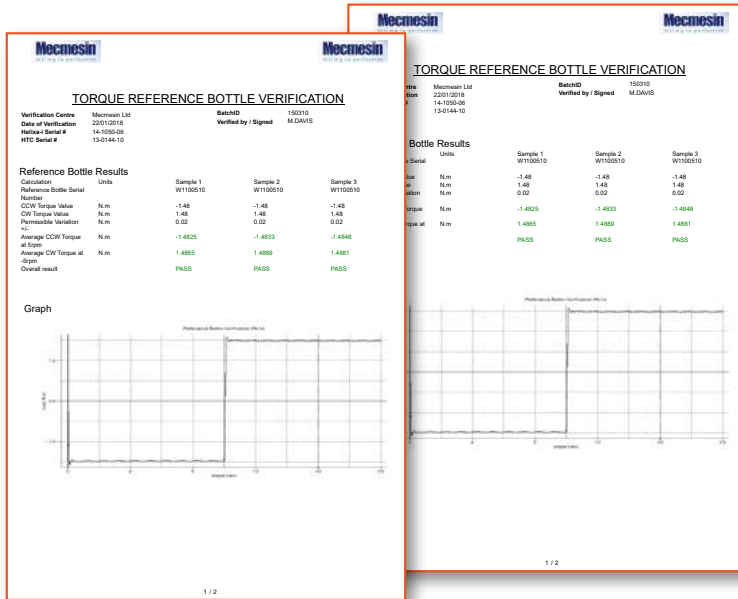 Mecmesin
Mecmesin
TORQUE REFERENCE BOTTLE VERIFICATION
Verification Centre Mecmesin Ltd BatchID 150310
Date of Verification 22/01/2018 Verified by / Signed M.DAVIS
Helixa-i Serial # 14-1050-06
HTC Serial # 13-0144-10
Reference Bottle Results
Calculation Units Sample 1 Sample 2 Sample 3
Reference Bottle Serial W1100510 W1100510 W1100510
Number
CCW Torque Value N.m -1.48 -1.48 -1.48
CW Torque Value N.m 1.48 1.48 1.48
Permissible Variation N.m 0.02 0.02 0.02
+/-
Average CCW Torque N.m -1.4825 -1.4833 -1.4848
at 5rpm
Average CW Torque at N.m 1.4865 1.4889 1.4881
-5rpm
Overall result PASS PASS PASS
Graph
1 / 2
Mecmesin
Mecmesin
TORQUE REFERENCE BOTTLE VERIFICATION
ntre Mecmesin Ltd BatchID 150310
tion 22/01/2018 Verified by / Signed M.DAVIS
14-1050-06
13-0144-10
Bottle Results
Units Sample 1 Sample 2 Sample 3
Serial W1100510 W1100510 W1100510
lue N.m -1.48 -1.48 -1.48
e N.m 1.48 1.48 1.48
ation N.m 0.02 0.02 0.02
orque N.m -1.4825 -1.4833 -1.4848
rque at N.m 1.4865 1.4889 1.4881
PASS PASS PASS
1 / 2